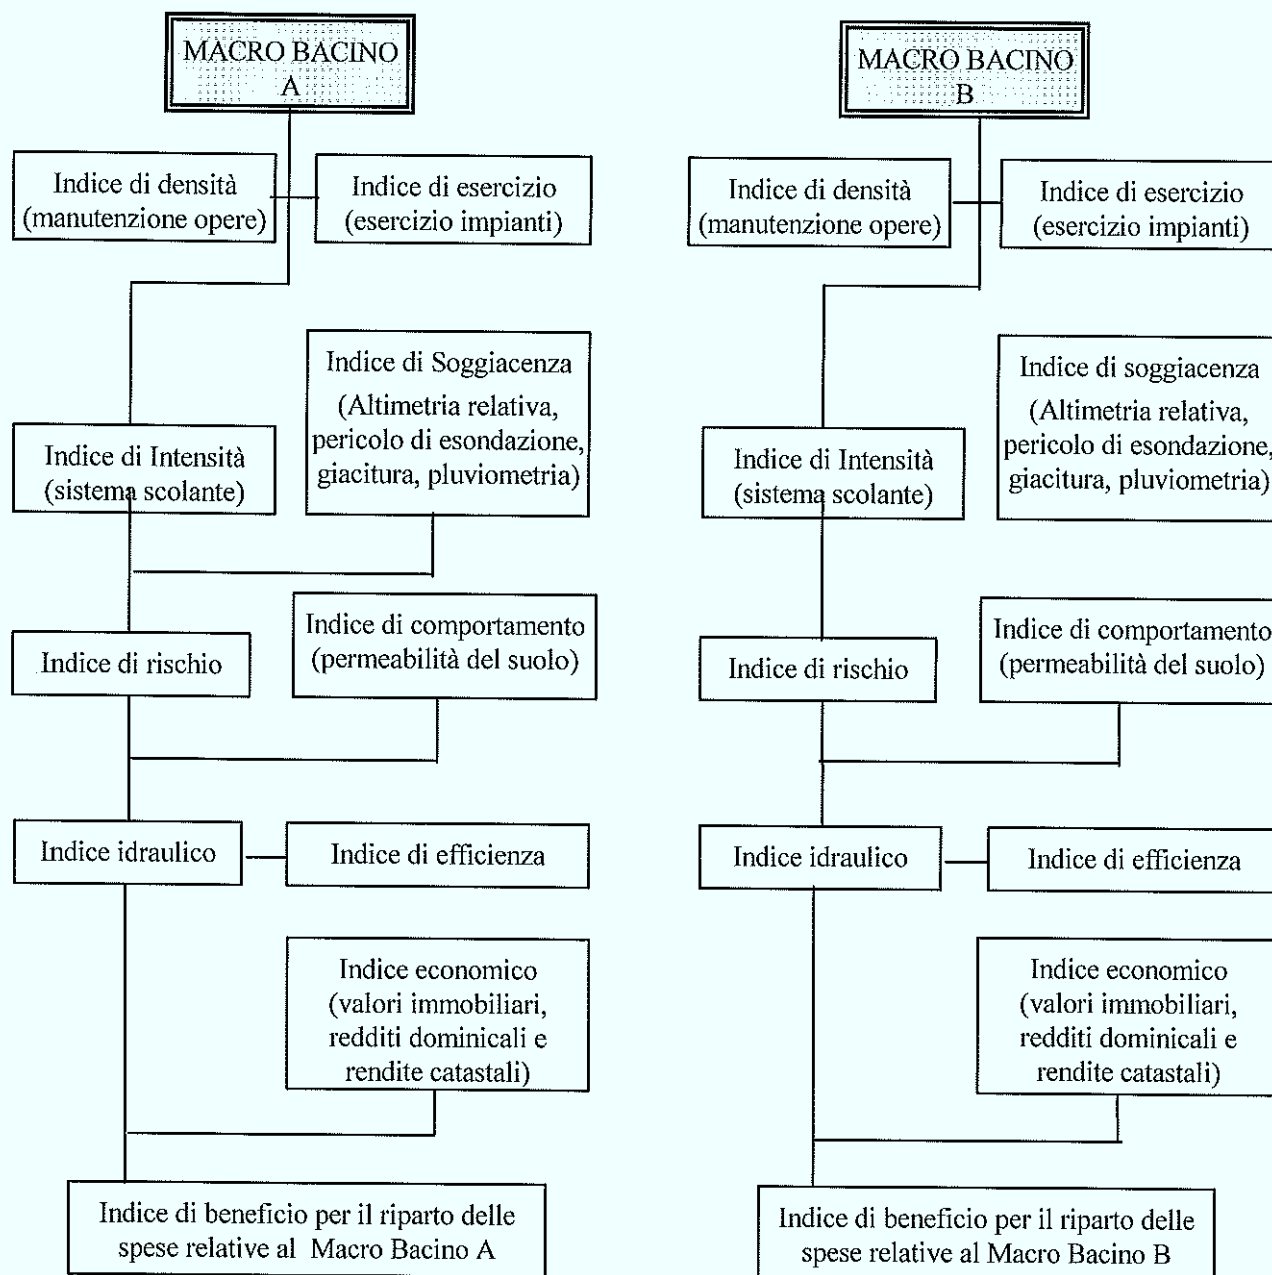 MACRO BACINO
A
Indice di densità
(manutenzione opere)
Indice di esercizio
(esercizio impianti)
Indice di Soggiacenza
(Altimetria relativa,
pericolo di esondazione,
giacitura, pluviometria)
Indice di Intensità
(sistema scolante)
Indice di comportamento
(permeabilità del suolo)
Indice di rischio
Indice idraulico
Indice di efficienza
Indice economico
(valori immobiliari,
redditi dominicali e
rendite catastali)
Indice di beneficio per il riparto delle
spese relative al Macro Bacino A
MACRO BACINO
B
Indice di densità
(manutenzione opere)
Indice di esercizio
(esercizio impianti)
Indice di soggiacenza
(Altimetria relativa,
pericolo di esondazione,
giacitura, pluviometria)
Indice di Intensità
(sistema scolante)
Indice di comportamento
(permeabilità del suolo)
Indice di rischio
Indice idraulico
Indice di efficienza
Indice economico
(valori immobiliari,
redditi dominicali e
rendite catastali)
Indice di beneficio per il riparto delle
spese relative al Macro Bacino B